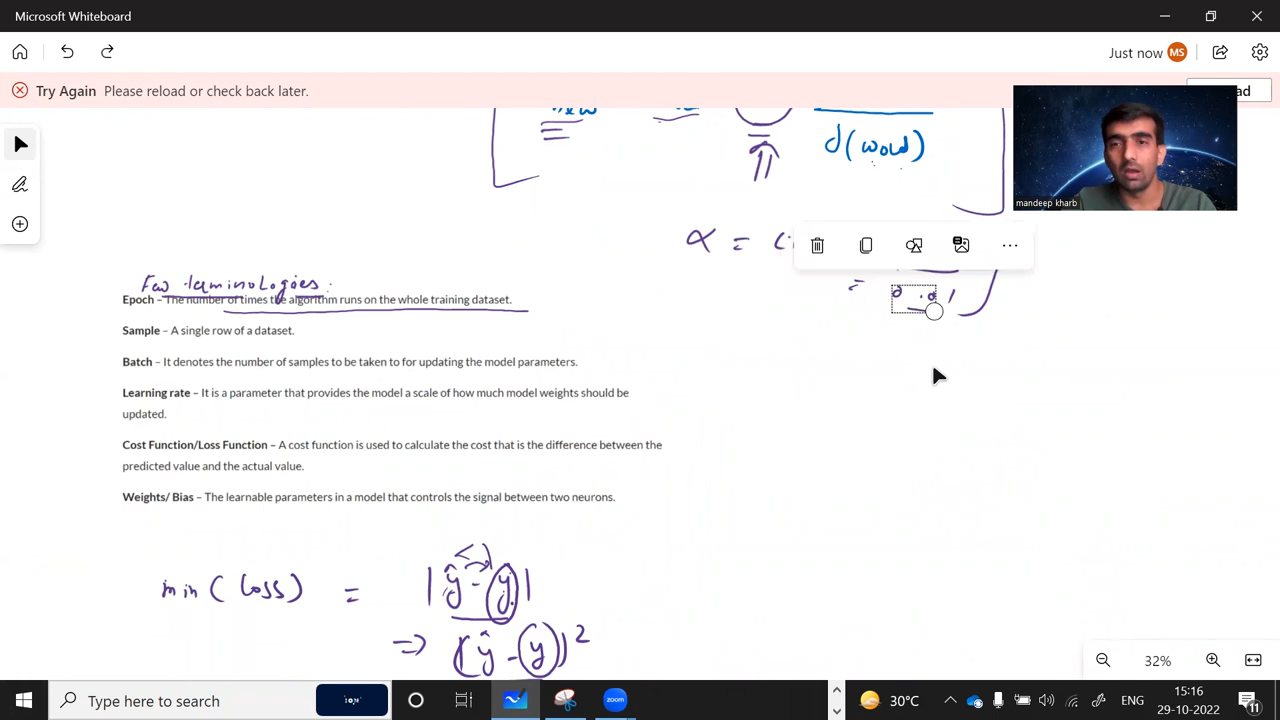 Microsoft Whiteboard
Just now MS
Try Again Please reload or check back later.
d(wold)
mandeep kharb
α =
Few terminologies:
= 0.01
Epoch – The number of times the algorithm runs on the whole training dataset.
Sample – A single row of a dataset.
Batch – It denotes the number of samples to be taken to for updating the model parameters.
Learning rate – It is a parameter that provides the model a scale of how much model weights should be
updated.
Cost Function/Loss Function – A cost function is used to calculate the cost that is the difference between the
predicted value and the actual value.
Weights/ Bias – The learnable parameters in a model that controls the signal between two neurons.
min(Loss) = |ŷ - y|
=> (ŷ - y)²
32%
Type here to search
zoom
30°C
ENG
15:16
29-10-2022
11